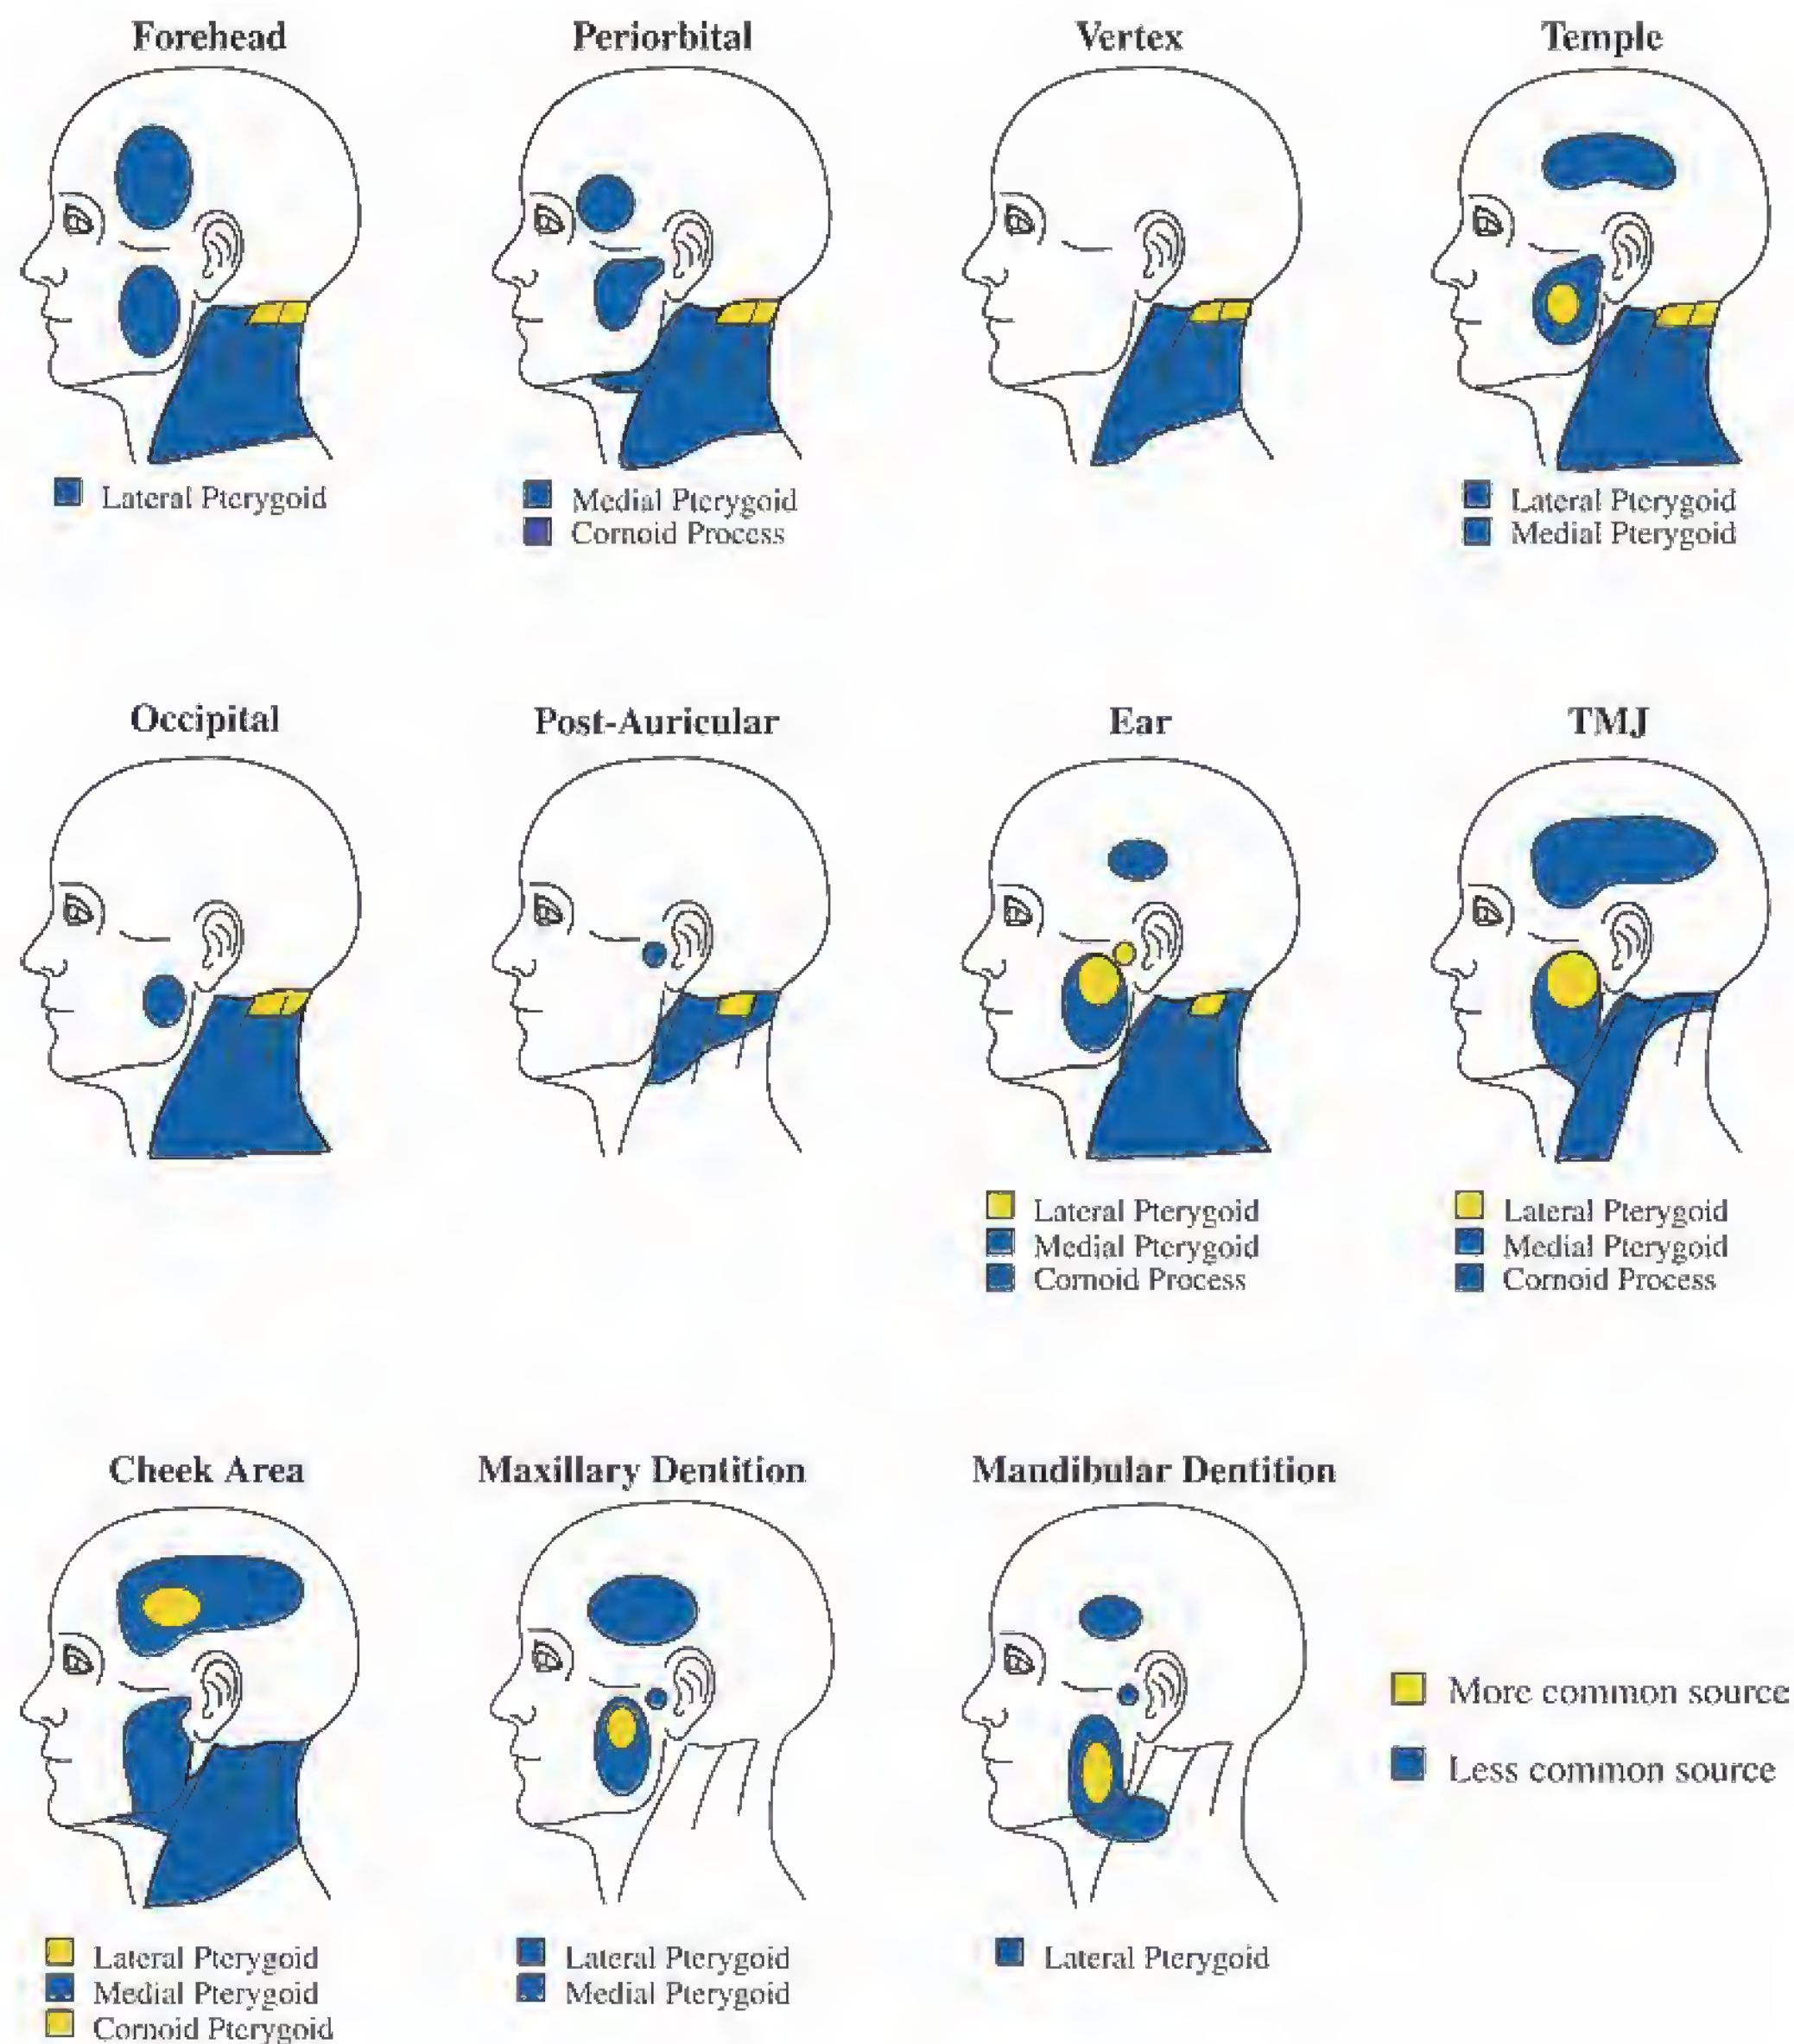 Forehead
Periorbital
Vertex
Temple
Lateral Pterygoid
Medial Pterygoid
Cornoid Process
Lateral Pterygoid
Medial Pterygoid
Occipital
Post-Auricular
Ear
TMJ
Lateral Pterygoid
Medial Pterygoid
Cornoid Process
Lateral Pterygoid
Medial Pterygoid
Cornoid Process
Cheek Area
Maxillary Dentition
Mandibular Dentition
More common source
Less common source
Lateral Pterygoid
Medial Pterygoid
Cornoid Pterygoid
Lateral Pterygoid
Medial Pterygoid
Lateral Pterygoid